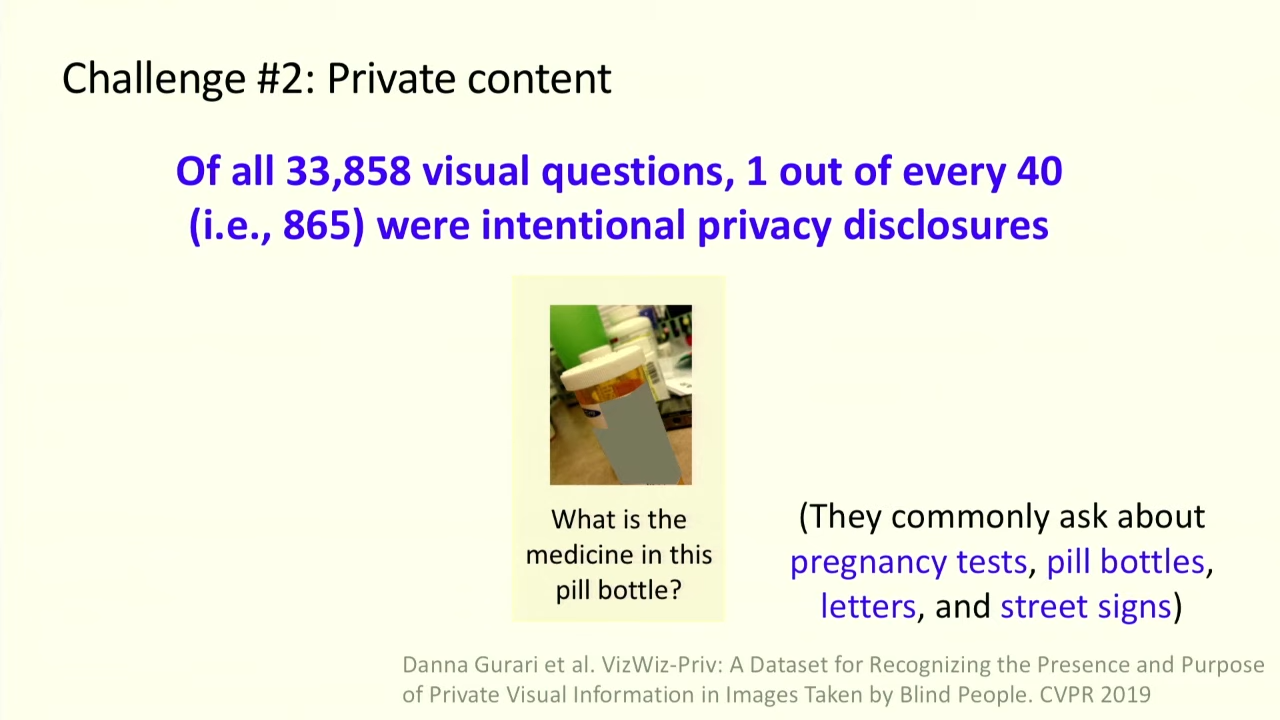 Challenge #2: Private content
Of all 33,858 visual questions, 1 out of every 40
(i.e., 865) were intentional privacy disclosures
What is the
medicine in this
pill bottle?
(They commonly ask about
pregnancy tests, pill bottles,
letters, and street signs)
Danna Gurari et al. VizWiz-Priv: A Dataset for Recognizing the Presence and Purpose
of Private Visual Information in Images Taken by Blind People. CVPR 2019